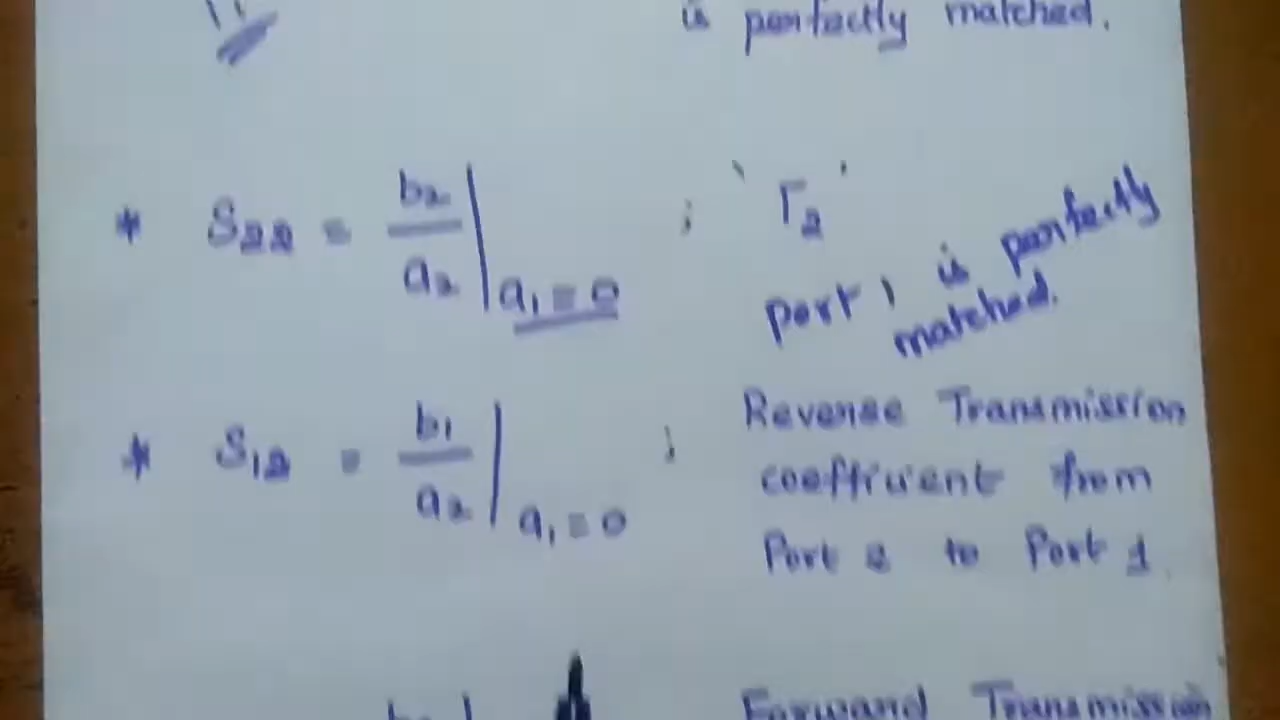 is perfectly matched.
* S22 = b2/a2 | a1 = 0 ; 'Γ2'
port 1 is perfectly
matched.
* S12 = b1/a2 | a1 = 0 ; Reverse Transmission
coefficient from
Port 2 to Port 1
Forward Transmission